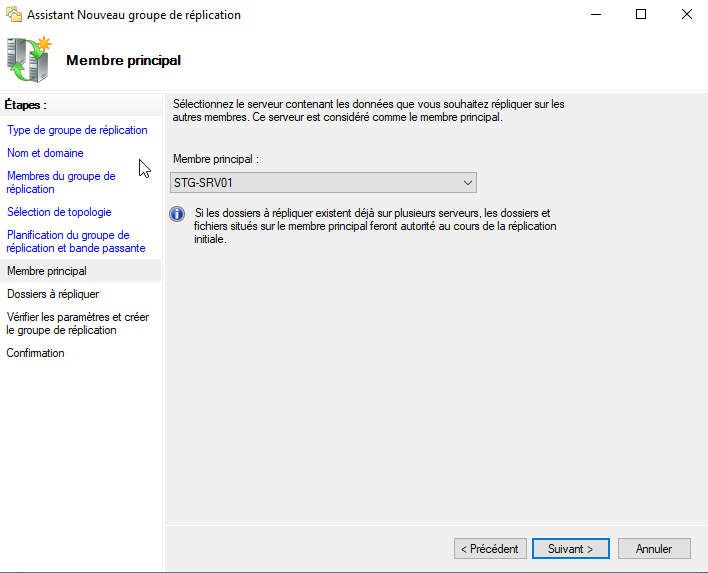 Assistant Nouveau groupe de réplication
Membre principal
Étapes :
Type de groupe de réplication
Nom et domaine
Membres du groupe de
réplication
Sélection de topologie
Planification du groupe de
réplication et bande passante
Membre principal
Dossiers à répliquer
Vérifier les paramètres et créer
le groupe de réplication
Confirmation
Sélectionnez le serveur contenant les données que vous souhaitez répliquer sur les
autres membres. Ce serveur est considéré comme le membre principal.
Membre principal :
STG-SRV01
Si les dossiers à répliquer existent déjà sur plusieurs serveurs, les dossiers et
fichiers situés sur le membre principal feront autorité au cours de la réplication
initiale.
< Précédent
Suivant >
Annuler